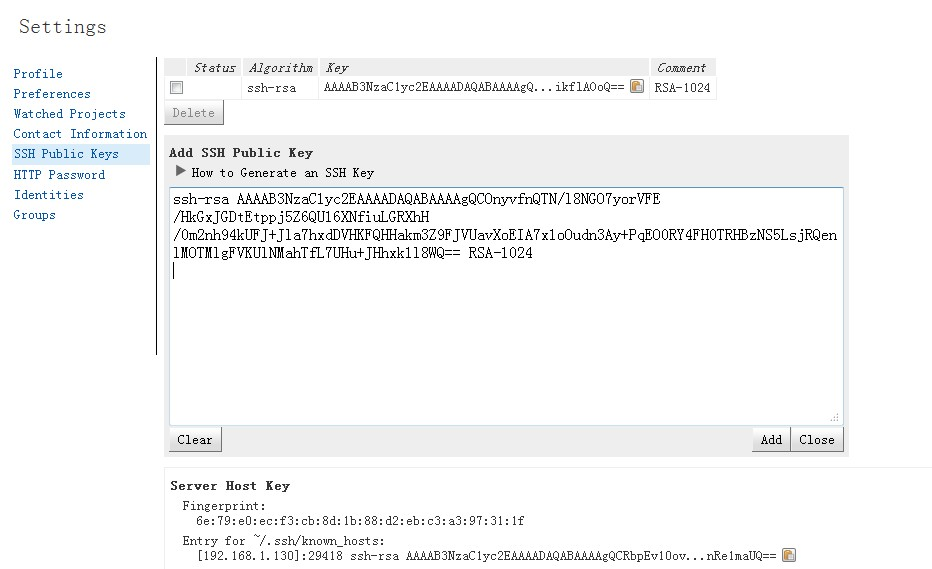 Settings
Profile
Preferences
Watched Projects
Contact Information
SSH Public Keys
HTTP Password
Identities
Groups
Status Algorithm Key Comment
ssh-rsa AAAAB3NzaC1yc2EAAAADAQABAAAAgQ...ikflAOoQ== RSA-1024
Delete
Add SSH Public Key
How to Generate an SSH Key
ssh-rsa AAAAB3NzaC1yc2EAAAADAQABAAAAgQCOnyvfnQTN/l8NGO7yorVFE
/HkGxJGDtEtppj5Z6QU16XNfiuLGRXhH
/0m2nh94kUFJ+Jla7hxdDVHKFQHHakm3Z9FJVUavXoEIA7x1oOudn3Ay+PqEO0RY4FH0TRHBzNS5LsjRQen
lMOTMlgFVKUlNMahTfL7UHu+JHhxk1l8WQ== RSA-1024
Clear
Add Close
Server Host Key
Fingerprint:
6e:79:e0:ec:f3:cb:8d:1b:88:d2:eb:c3:a3:97:31:1f
Entry for ~/.ssh/known_hosts:
[192.168.1.130]:29418 ssh-rsa AAAAB3NzaC1yc2EAAAADAQABAAAAgQCRbpEv10ov...nRe1maUQ==